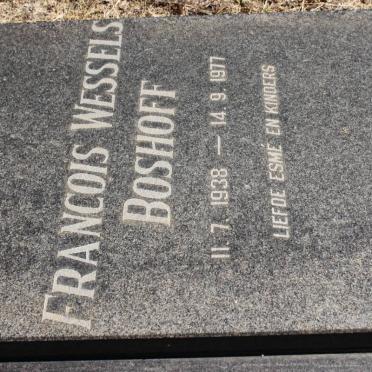 FRANCOIS WESSELS
BOSHOFF
11. 7. 1938 — 14. 9. 1977
LIEFDE ESMÉ EN KINDERS